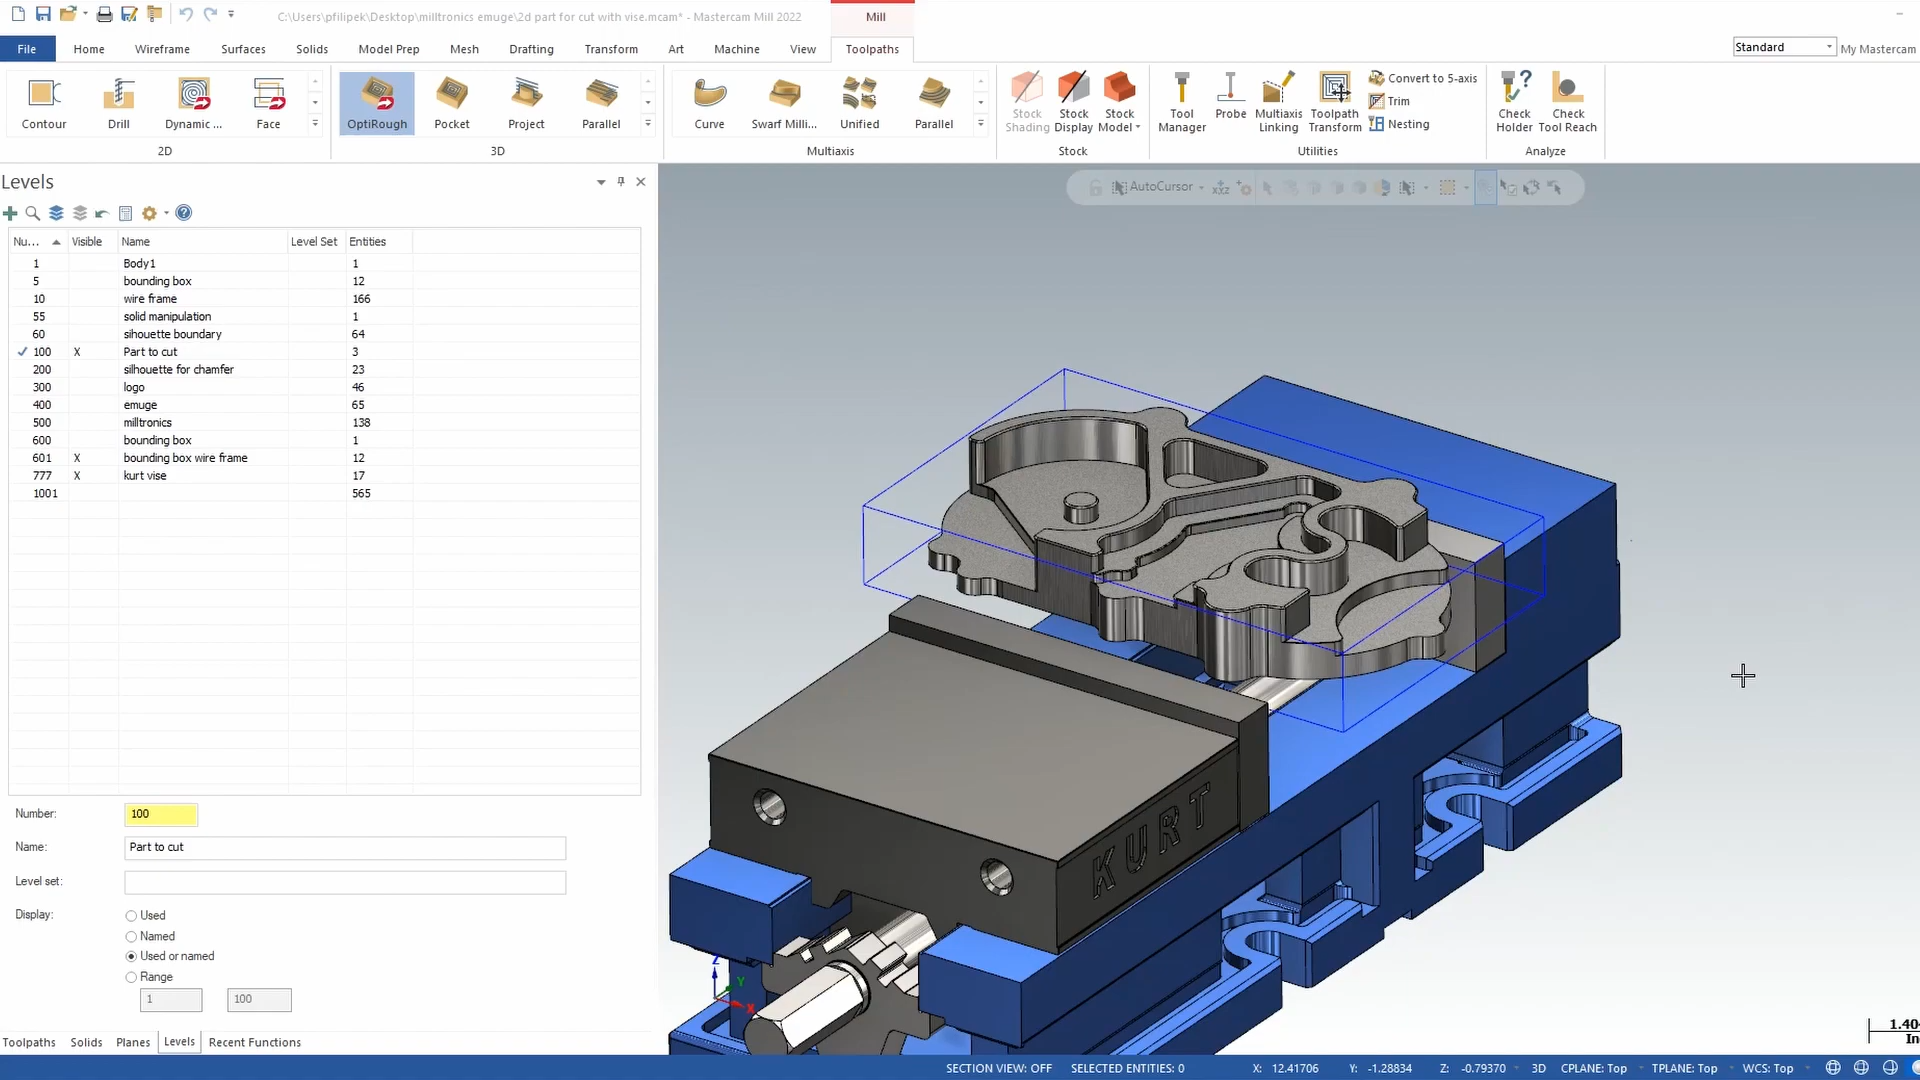 C:\Users\pfilipek\Desktop\milltronics emuge\2d part for cut with vise.mcam* - Mastercam Mill 2022
Mill
File
Home
Wireframe
Surfaces
Solids
Model Prep
Mesh
Drafting
Transform
Art
Machine
View
Toolpaths
Standard
My Mastercam
Contour
Drill
Dynamic ...
Face
2D
OptiRough
Pocket
Project
Parallel
3D
Curve
Swarf Milli...
Unified
Parallel
Multiaxis
Stock Shading
Stock Display
Stock Model
Stock
Tool Manager
Probe
Multiaxis Linking
Toolpath Transform
Convert to 5-axis
Trim
Nesting
Utilities
Check Holder
Check Tool Reach
Analyze
Levels
AutoCursor
Nu... Visible Name Level Set Entities
1 Body1 1
5 bounding box 12
10 wire frame 166
55 solid manipulation 1
60 sihouette boundary 64
100 X Part to cut 3
200 silhouette for chamfer 23
300 logo 46
400 emuge 65
500 milltronics 138
600 bounding box 1
601 X bounding box wire frame 12
777 X kurt vise 17
1001 565
Number: 100
Name: Part to cut
Level set:
Display:
Used
Named
Used or named
Range
1 100
KURT
Z
Y
X
1.40
In
Toolpaths Solids Planes Levels Recent Functions
SECTION VIEW: OFF SELECTED ENTITIES: 0 X: 12.41706 Y: -1.28834 Z: -0.79370 3D CPLANE: Top TPLANE: Top WCS: Top